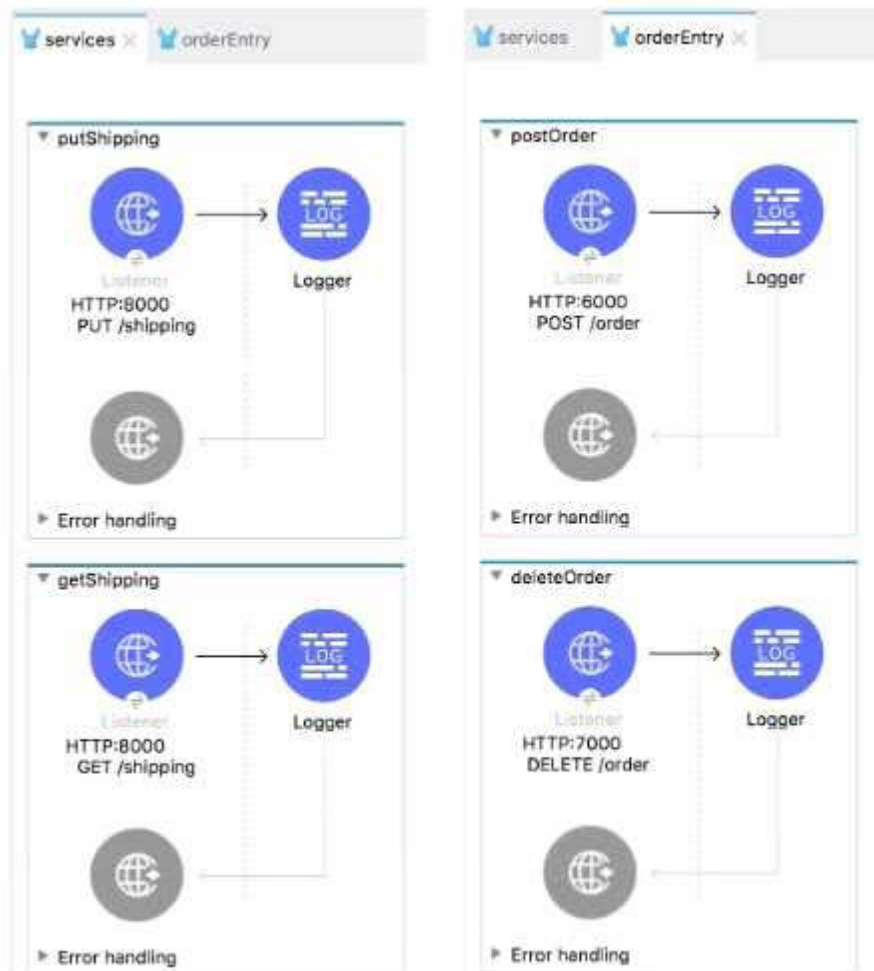 services
orderEntry
putShipping
LOG
Listener
Logger
HTTP:8000
PUT /shipping
Error handling
getShipping
LOG
Listener
Logger
HTTP:8000
GET /shipping
Error handling
services
orderEntry
postOrder
LOG
Listener
Logger
HTTP:6000
POST /order
Error handling
deleteOrder
LOG
Listener
Logger
HTTP:7000
DELETE /order
Error handling